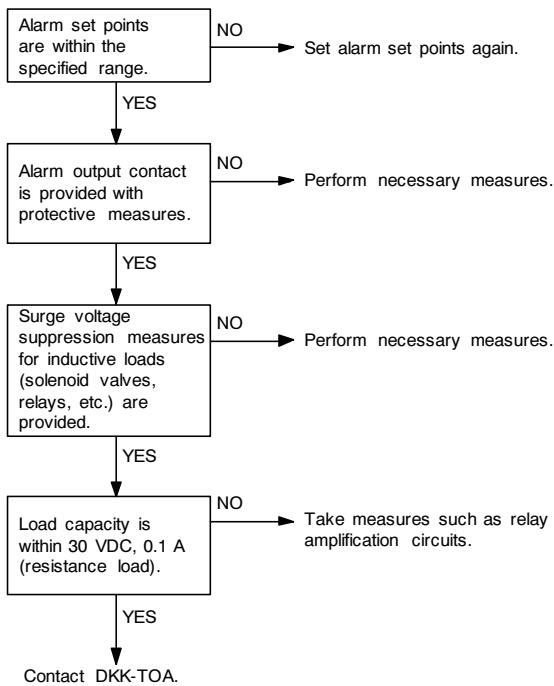 Alarm set points
are within the
specified range.
NO
Set alarm set points again.
YES
Alarm output contact
is provided with
protective measures.
NO
Perform necessary measures.
YES
Surge voltage
suppression measures
for inductive loads
(solenoid valves,
relays, etc.) are
provided.
NO
Perform necessary measures.
YES
Load capacity is
within 30 VDC, 0.1 A
(resistance load).
NO
Take measures such as relay
amplification circuits.
YES
Contact DKK-TOA.